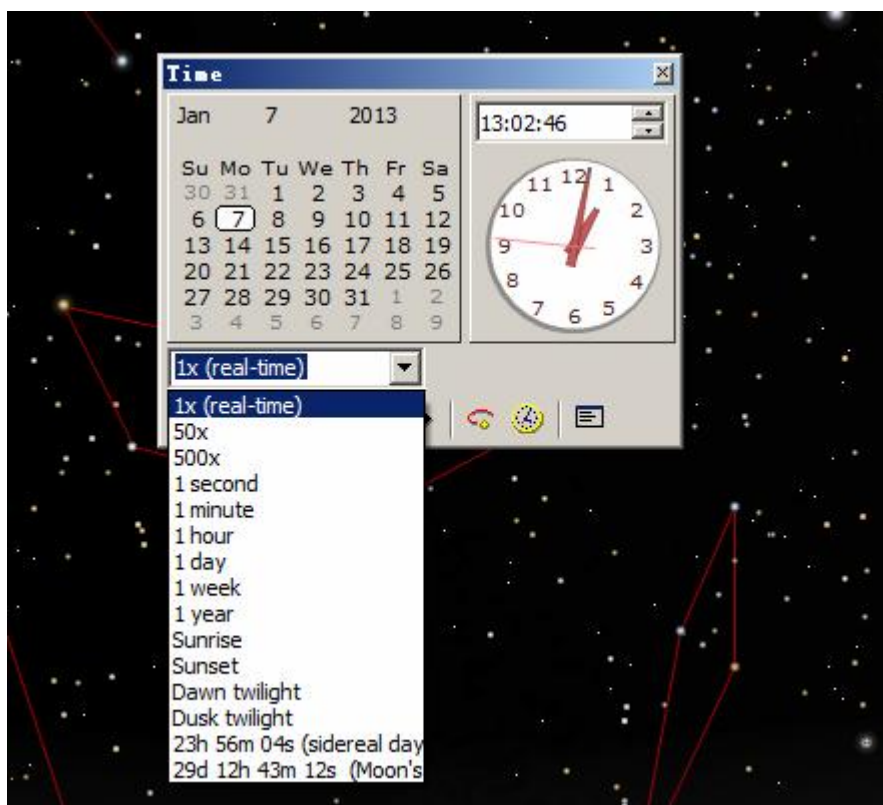 Time
Jan 7 2013
Su Mo Tu We Th Fr Sa
30 31 1 2 3 4 5
6 7 8 9 10 11 12
13 14 15 16 17 18 19
20 21 22 23 24 25 26
27 28 29 30 31 1 2
3 4 5 6 7 8 9
13:02:46
12
11 1
10 2
9 3
8 4
7 6 5
1x (real-time)
1x (real-time)
50x
500x
1 second
1 minute
1 hour
1 day
1 week
1 year
Sunrise
Sunset
Dawn twilight
Dusk twilight
23h 56m 04s (sidereal day
29d 12h 43m 12s (Moon's